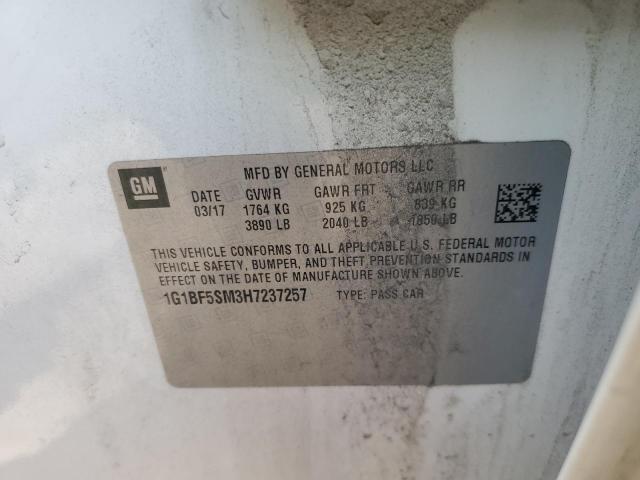 GM
MFD BY GENERAL MOTORS LLC
DATE GVWR GAWR FRT GAWR RR
03/17 1764 KG 925 KG 839 KG
3890 LB 2040 LB 1850 LB
THIS VEHICLE CONFORMS TO ALL APPLICABLE U.S. FEDERAL MOTOR
VEHICLE SAFETY, BUMPER, AND THEFT PREVENTION STANDARDS IN
EFFECT ON THE DATE OF MANUFACTURE SHOWN ABOVE.
1G1BF5SM3H7237257 TYPE: PASS CAR